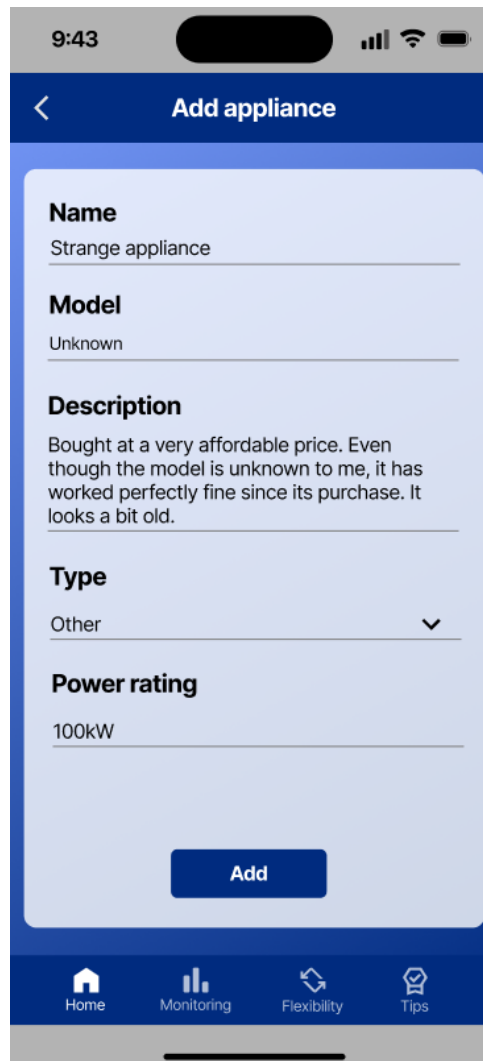 9:43
Add appliance
Name
Strange appliance
Model
Unknown
Description
Bought at a very affordable price. Even
though the model is unknown to me, it has
worked perfectly fine since its purchase. It
looks a bit old.
Type
Other
Power rating
100kW
Add
Home Monitoring Flexibility Tips